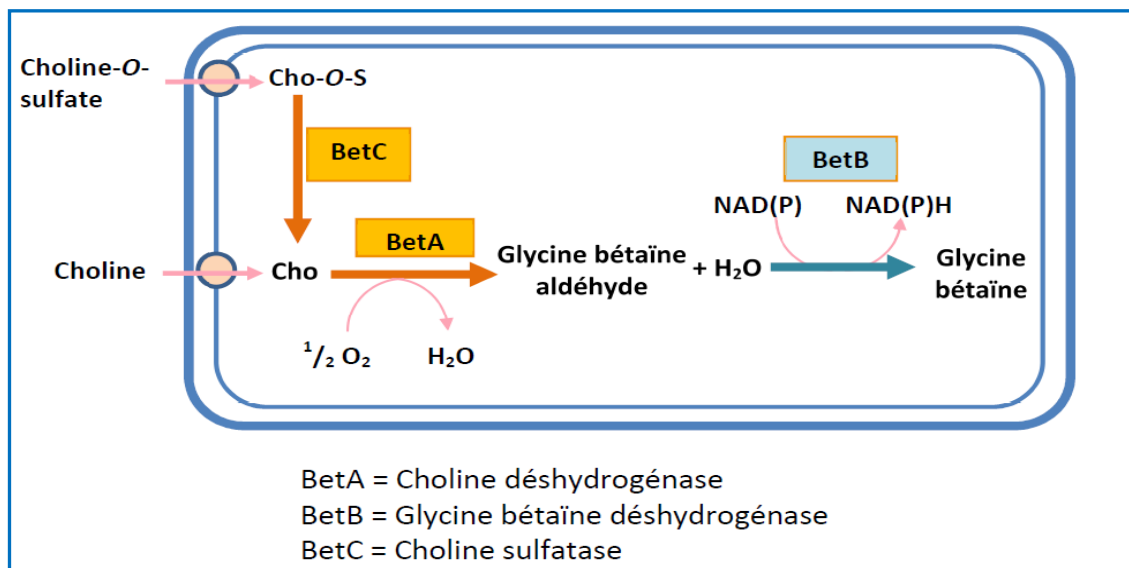 Choline-O-
sulfate
Cho-O-S
BetC
BetB
NAD(P)
NAD(P)H
BetA
Choline
Cho
Glycine bétaïne
aldéhyde
+ H₂O
Glycine
bétaïne
¹/₂ O₂
H₂O
BetA = Choline déshydrogénase
BetB = Glycine bétaïne déshydrogénase
BetC = Choline sulfatase